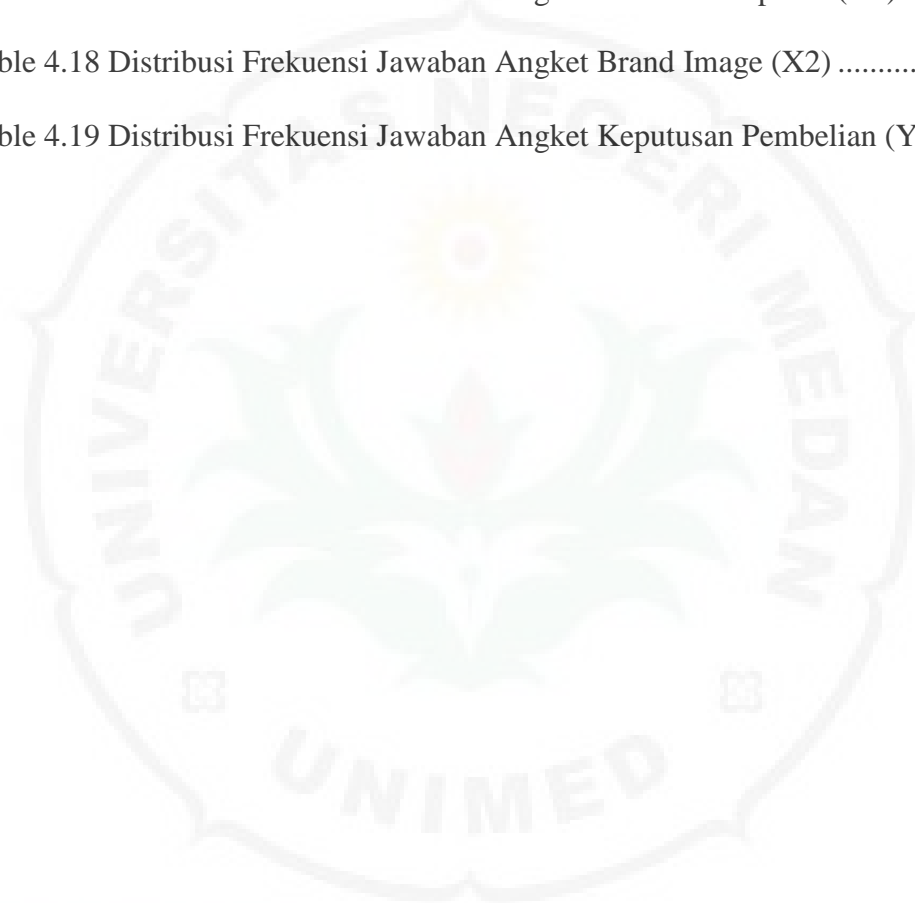 ble 4.18 Distribusi Frekuensi Jawaban Angket Brand Image (X2) ..........
ble 4.19 Distribusi Frekuensi Jawaban Angket Keputusan Pembelian (Y
UNIVERSITAS NEGERI MEDAN
UNIMED